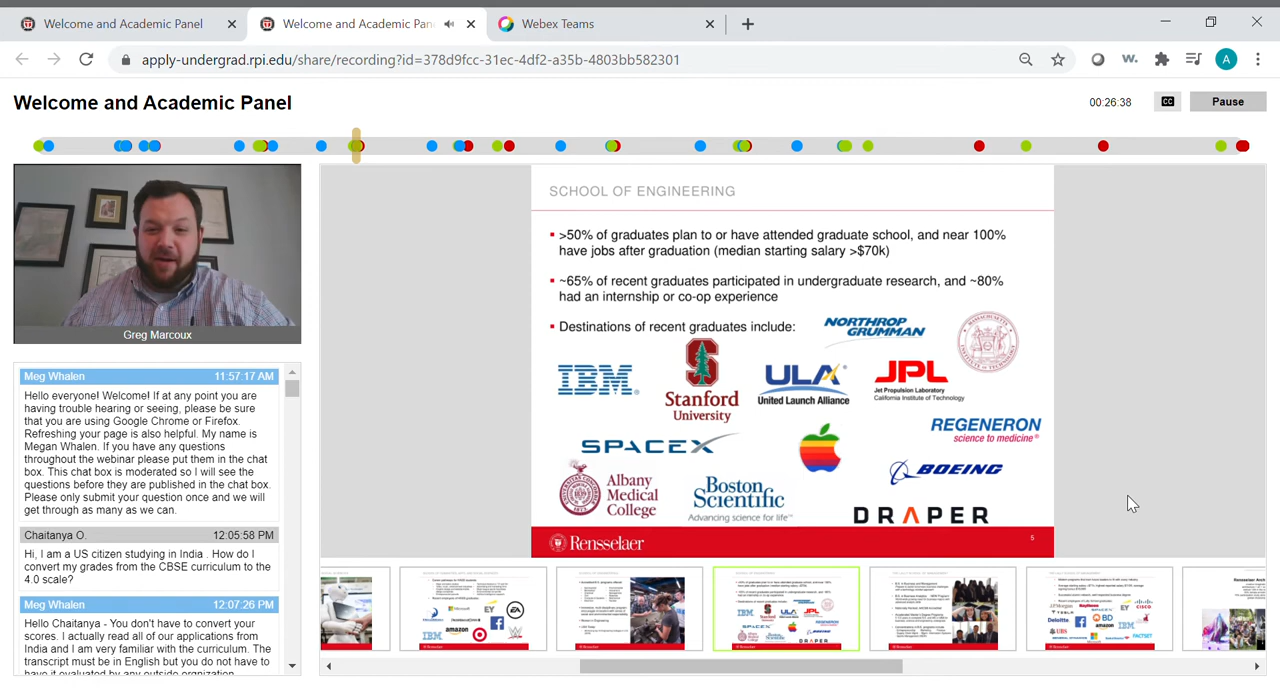 Welcome and Academic Panel
Welcome and Academic Pan
Webex Teams
apply-undergrad.rpi.edu/share/recording?id=378d9fcc-31ec-4df2-a35b-4803bb582301
A
Welcome and Academic Panel
00:26:38
CC
Pause
Greg Marcoux
Meg Whalen 11:57:17 AM
Hello everyone! Welcome! If at any point you are
having trouble hearing or seeing, please be sure
that you are using Google Chrome or Firefox.
Refreshing your page is also helpful. My name is
Megan Whalen. If you have any questions
throughout the webinar please put them in the chat
box. This chat box is moderated so I will see the
questions before they are published in the chat box.
Please only submit your question once and we will
get through as many as we can.
Chaitanya O. 12:05:58 PM
Hi, I am a US citizen studying in India . How do I
convert my grades from the CBSE curriculum to the
4.0 scale?
Meg Whalen 12:07:26 PM
Hello Chaitanya - You don't have to convert your
scores. I actually read all of our applications from
India and I am very familiar with the curriculum. The
transcript must be in English but you do not have to
have it evaluated by any outside orgnization
SCHOOL OF ENGINEERING
▪ >50% of graduates plan to or have attended graduate school, and near 100%
have jobs after graduation (median starting salary >$70k)
▪ ~65% of recent graduates participated in undergraduate research, and ~80%
had an internship or co-op experience
▪ Destinations of recent graduates include:
NORTHROP
GRUMMAN
IBM
Stanford
University
ULA
United Launch Alliance
JPL
Jet Propulsion Laboratory
California Institute of Technology
REGENERON
science to medicine®
SPACEX
BOEING
Albany
Medical
College
Boston
Scientific
Advancing science for life™
DRAPER
Rensselaer
5